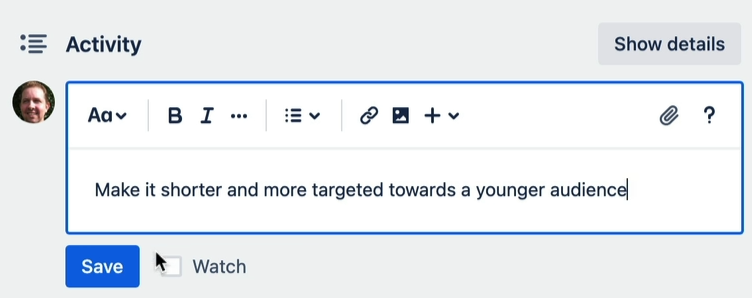 Activity
Show details
Aa B I ... ?
Make it shorter and more targeted towards a younger audience
Save Watch